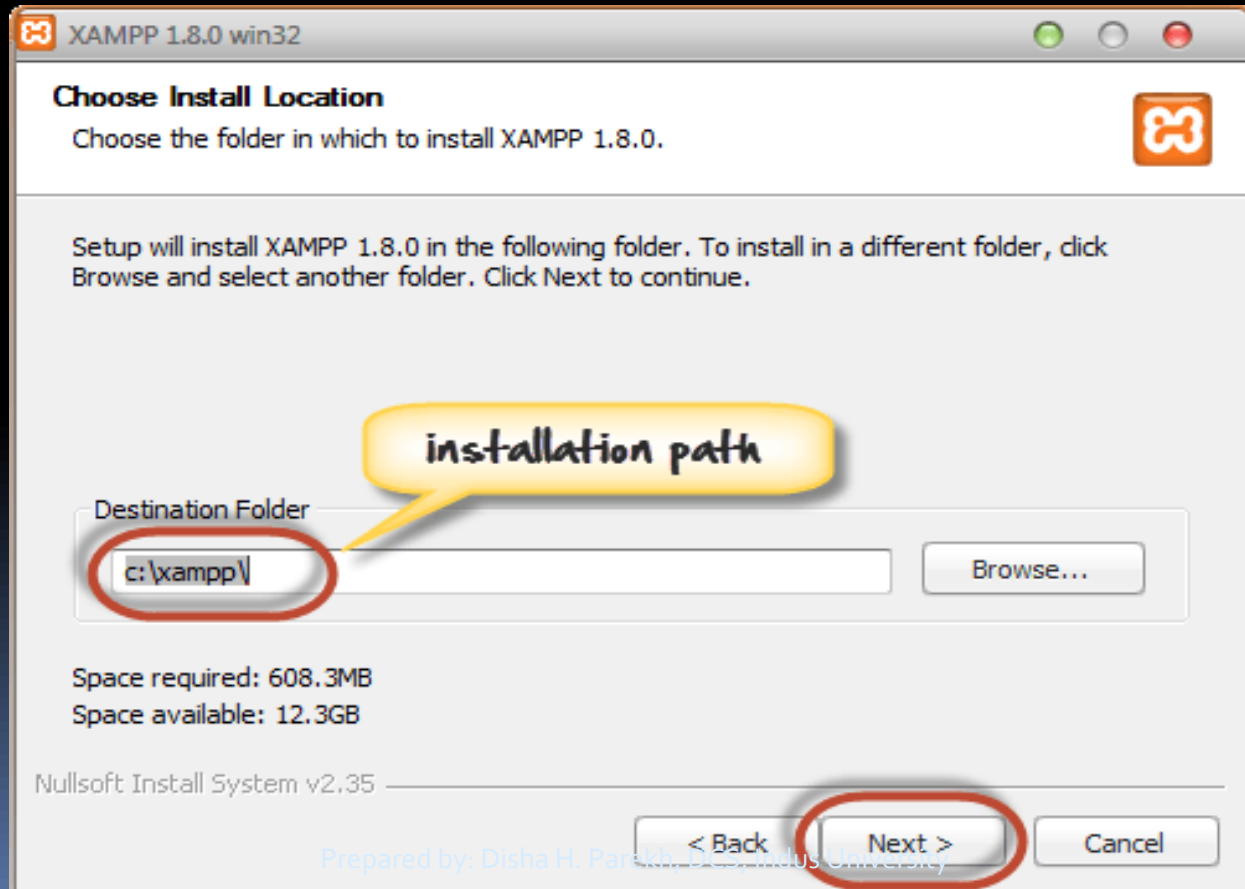 XAMPP 1.8.0 win32
Choose Install Location
Choose the folder in which to install XAMPP 1.8.0.
Setup will install XAMPP 1.8.0 in the following folder. To install in a different folder, click
Browse and select another folder. Click Next to continue.
installation path
Destination Folder
c:\xampp\
Browse...
Space required: 608.3MB
Space available: 12.3GB
Nullsoft Install System v2.35
< Back Next > Cancel
Prepared by: Disha H. Parekh, DCS, Indus University